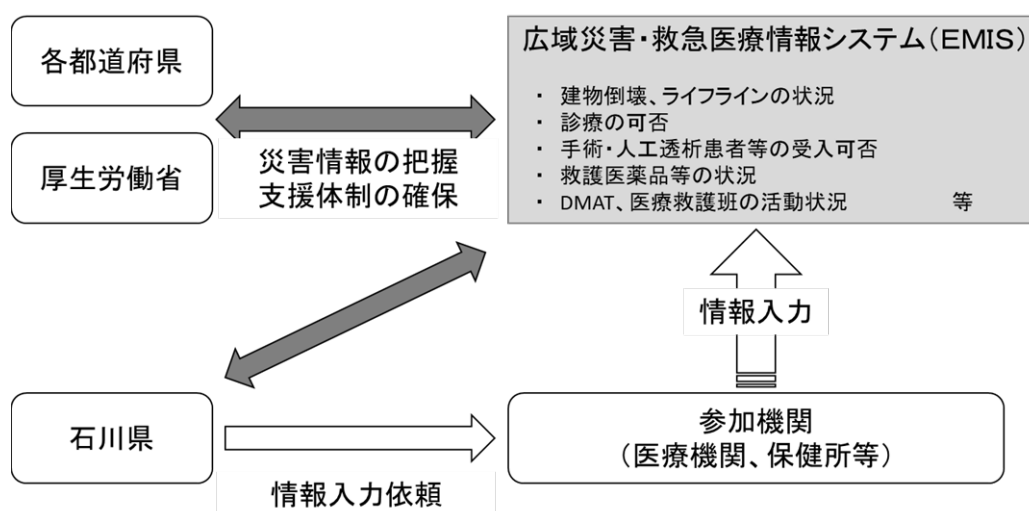 各都道府県
厚生労働省
災害情報の把握
支援体制の確保
広域災害・救急医療情報システム（EMIS）
・ 建物倒壊、ライフラインの状況
・ 診療の可否
・ 手術・人工透析患者等の受入可否
・ 救護医薬品等の状況
・ DMAT、医療救護班の活動状況 等
情報入力
石川県
情報入力依頼
参加機関
（医療機関、保健所等）